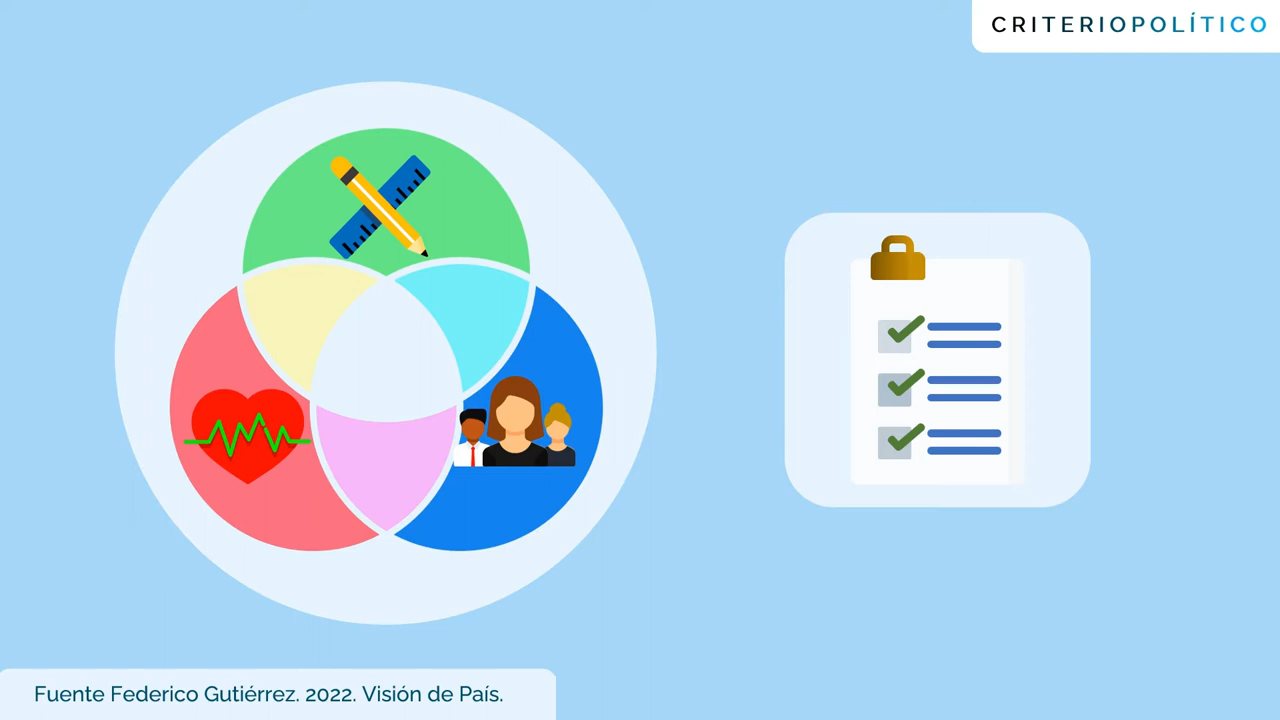 CRITERIOPOLÍTICO
Fuente Federico Gutiérrez. 2022. Visión de País.